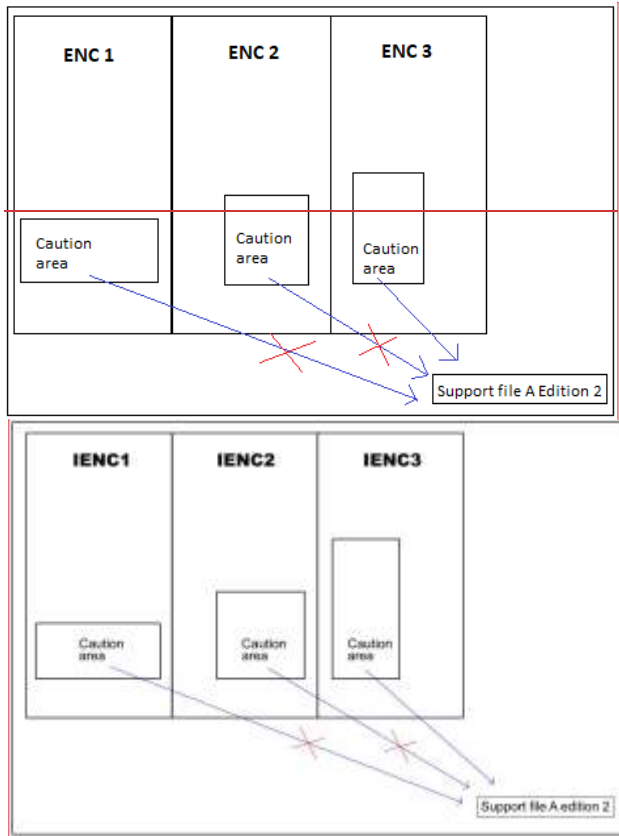 ENC 1
ENC 2
ENC 3
Caution
area
Caution
area
Caution
area
Support file A Edition 2
IENC1
IENC2
IENC3
Caution
area
Caution
area
Caution
area
Support file A edition 2